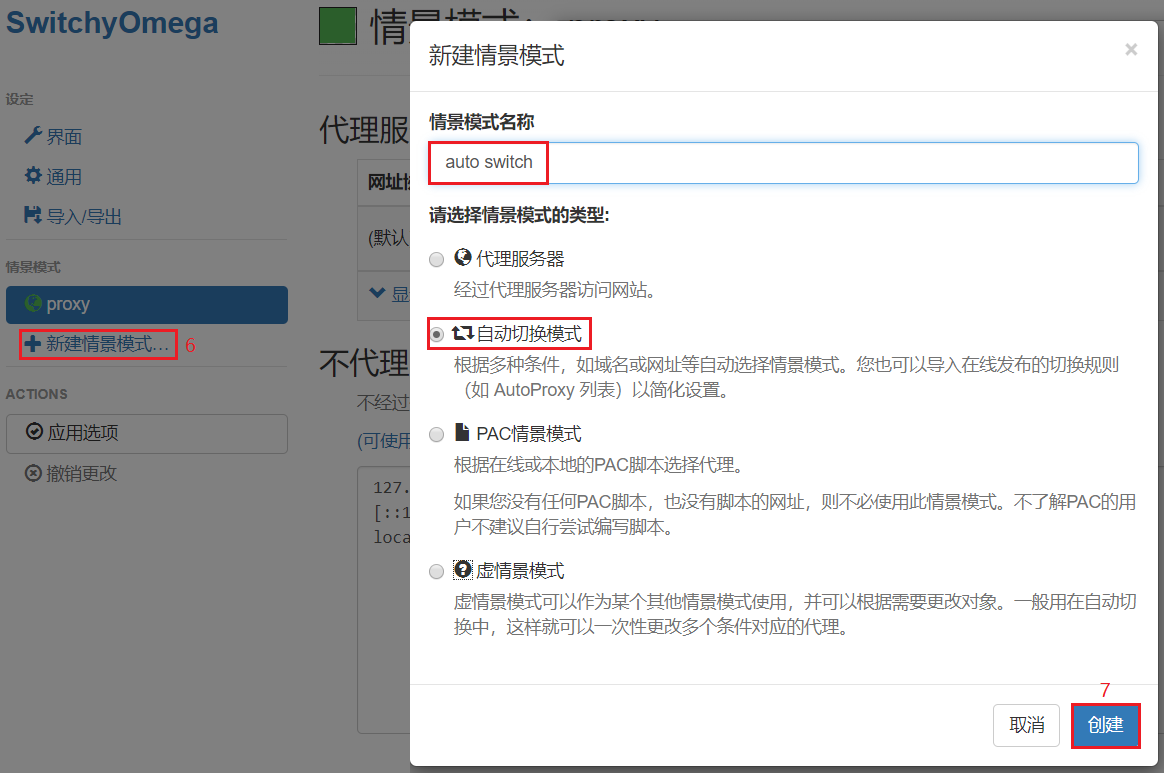 SwitchyOmega
设定
界面
通用
导入/导出
情景模式
proxy
新建情景模式... 6
ACTIONS
应用选项
撤销更改
情景模式: proxy
代理服
网址协
(默认
显
不代理
不经过
(可使用
127.
[::1
loca
新建情景模式
×
情景模式名称
auto switch
请选择情景模式的类型:
代理服务器
经过代理服务器访问网站。
自动切换模式
根据多种条件，如域名或网址等自动选择情景模式。您也可以导入在线发布的切换规则
（如 AutoProxy 列表）以简化设置。
PAC情景模式
根据在线或本地的PAC脚本选择代理。
如果您没有任何PAC脚本，也没有脚本的网址，则不必使用此情景模式。不了解PAC的用
户不建议自行尝试编写脚本。
虚情景模式
虚情景模式可以作为某个其他情景模式使用，并可以根据需要更改对象。一般用在自动切
换中，这样就可以一次性更改多个条件对应的代理。
7
取消 创建